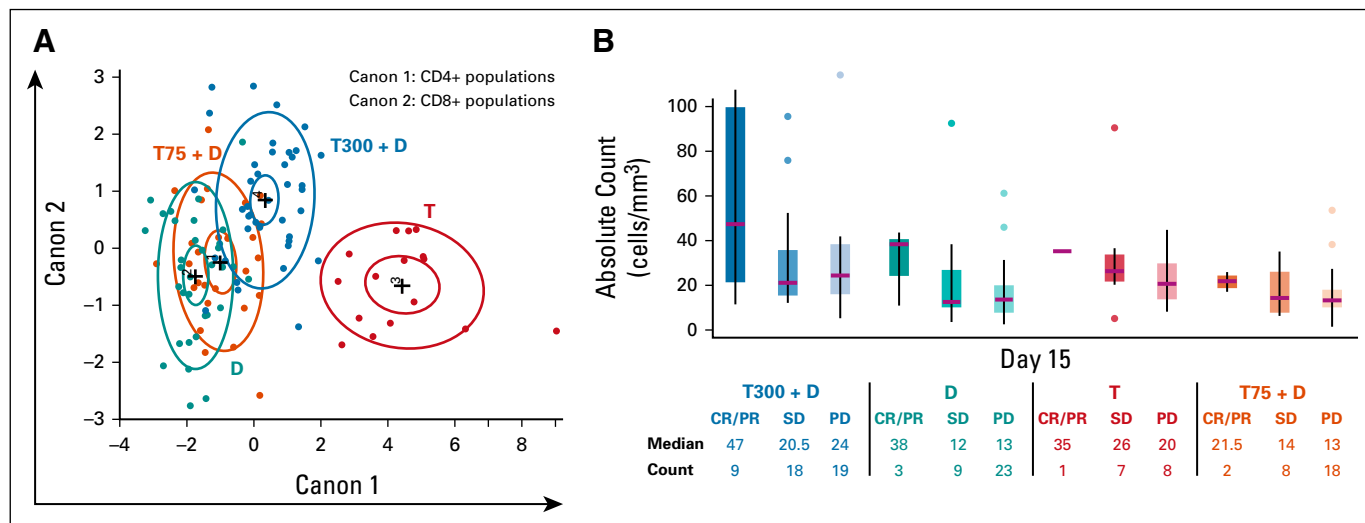 A
Canon 1: CD4+ populations
Canon 2: CD8+ populations
T75 + D
T300 + D
T
D
4
1
2
3
Canon 2
3
2
1
0
–1
–2
–3
–4 –2 0 2 4 6 8
Canon 1
B
Absolute Count
(cells/mm3)
100
80
60
40
20
0
Day 15
T300 + D D T T75 + D
CR/PR SD PD CR/PR SD PD CR/PR SD PD CR/PR SD PD
Median 47 20.5 24 38 12 13 35 26 20 21.5 14 13
Count 9 18 19 3 9 23 1 7 8 2 8 18